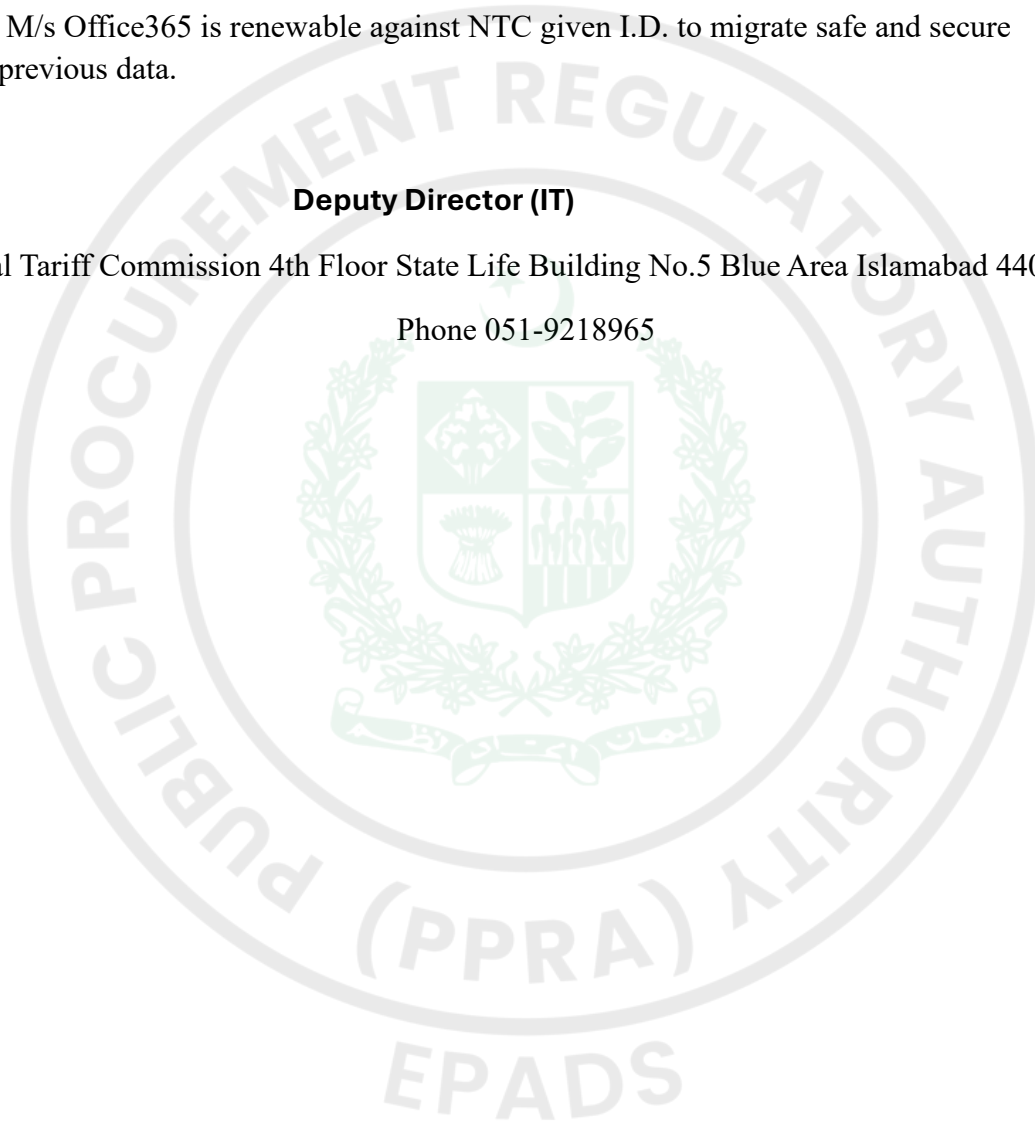 M/s Office365 is renewable against NTC given I.D. to migrate safe and secure
previous data.
Deputy Director (IT)
al Tariff Commission 4th Floor State Life Building No.5 Blue Area Islamabad 440
Phone 051-9218965
PUBLIC PROCUREMENT REGULATORY AUTHORITY
(PPRA)
EPADS